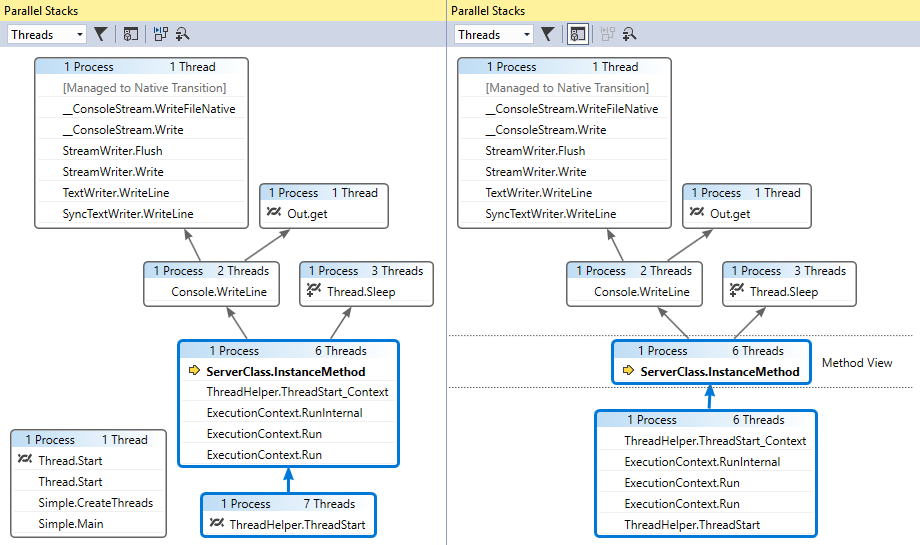 Parallel Stacks
Threads
1 Process 1 Thread
[Managed to Native Transition]
__ConsoleStream.WriteFileNative
__ConsoleStream.Write
StreamWriter.Flush
StreamWriter.Write
TextWriter.WriteLine
SyncTextWriter.WriteLine
1 Process 1 Thread
Out.get
1 Process 2 Threads
Console.WriteLine
1 Process 3 Threads
Thread.Sleep
1 Process 6 Threads
ServerClass.InstanceMethod
ThreadHelper.ThreadStart_Context
ExecutionContext.RunInternal
ExecutionContext.Run
ExecutionContext.Run
1 Process 1 Thread
Thread.Start
Thread.Start
Simple.CreateThreads
Simple.Main
1 Process 7 Threads
ThreadHelper.ThreadStart
Parallel Stacks
Threads
1 Process 1 Thread
[Managed to Native Transition]
__ConsoleStream.WriteFileNative
__ConsoleStream.Write
StreamWriter.Flush
StreamWriter.Write
TextWriter.WriteLine
SyncTextWriter.WriteLine
1 Process 1 Thread
Out.get
1 Process 2 Threads
Console.WriteLine
1 Process 3 Threads
Thread.Sleep
1 Process 6 Threads
ServerClass.InstanceMethod
Method View
1 Process 6 Threads
ThreadHelper.ThreadStart_Context
ExecutionContext.RunInternal
ExecutionContext.Run
ExecutionContext.Run
ThreadHelper.ThreadStart